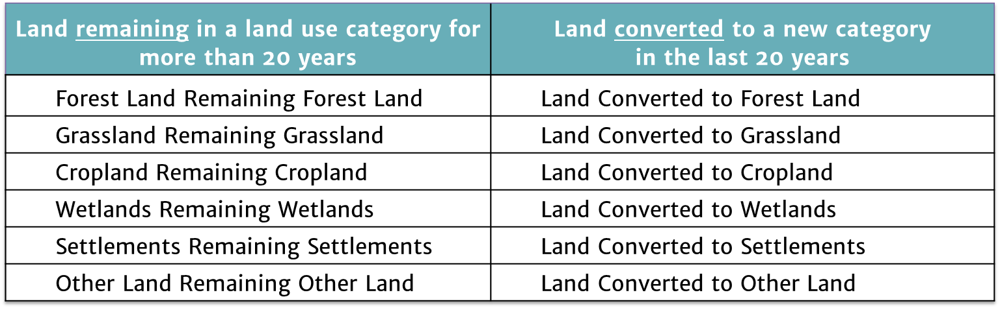 Land remaining in a land use category for
more than 20 years
Land converted to a new category
in the last 20 years
Forest Land Remaining Forest Land
Land Converted to Forest Land
Grassland Remaining Grassland
Land Converted to Grassland
Cropland Remaining Cropland
Land Converted to Cropland
Wetlands Remaining Wetlands
Land Converted to Wetlands
Settlements Remaining Settlements
Land Converted to Settlements
Other Land Remaining Other Land
Land Converted to Other Land